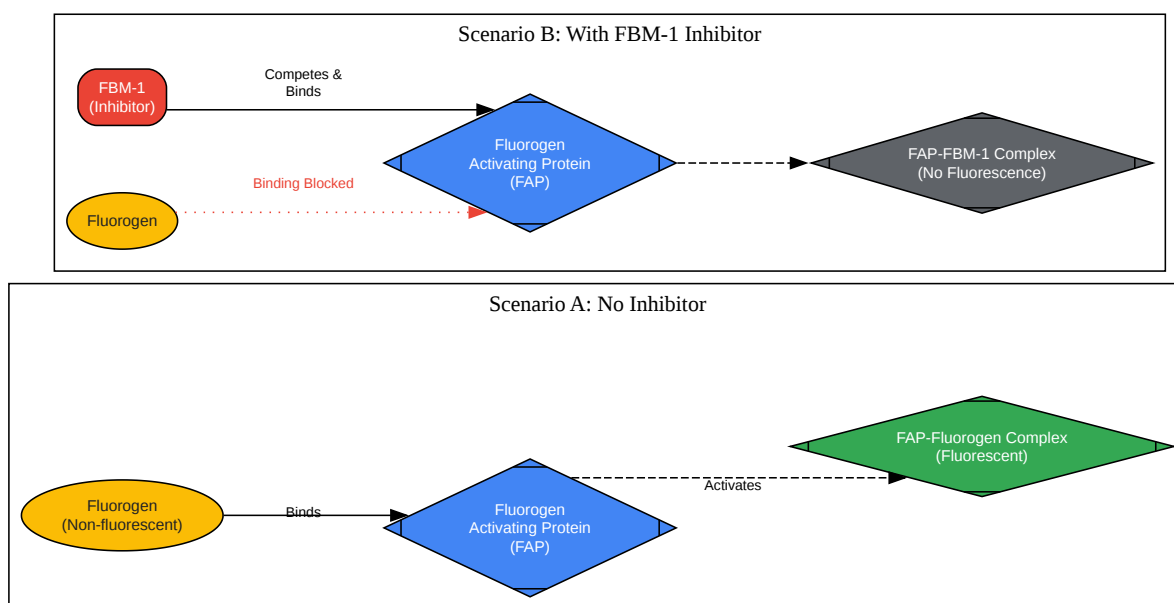 Scenario B: With FBM-1 Inhibitor
FBM-1
(Inhibitor)
Competes &
Binds
Fluorogen
Activating Protein
(FAP)
FAP-FBM-1 Complex
(No Fluorescence)
Binding Blocked
Fluorogen
Scenario A: No Inhibitor
Fluorogen
(Non-fluorescent)
Binds
Fluorogen
Activating Protein
(FAP)
Activates
FAP-Fluorogen Complex
(Fluorescent)